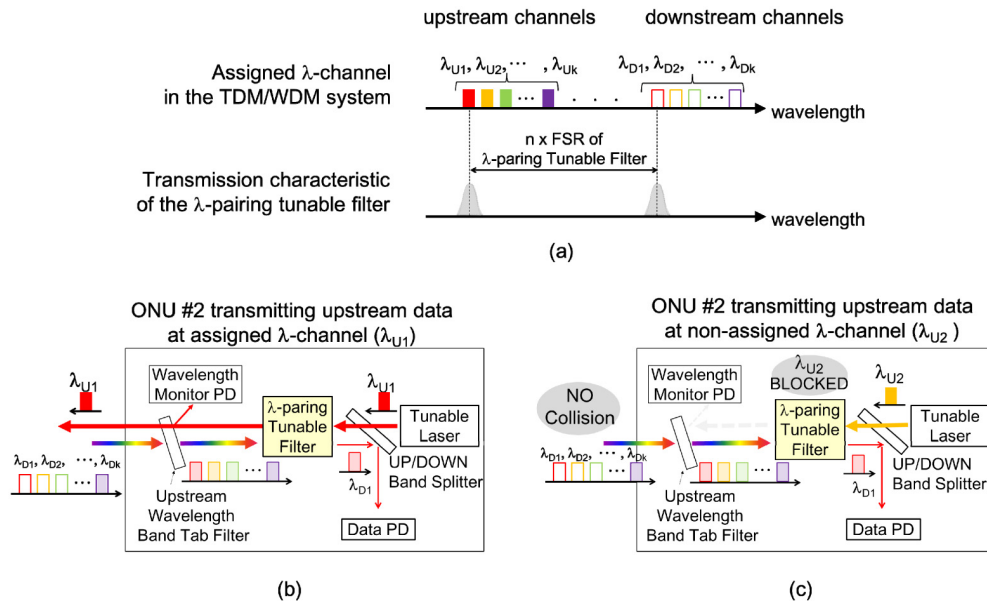 upstream channels
downstream channels
Assigned λ-channel
in the TDM/WDM system
λU1, λU2,⋯ , λUk
λD1, λD2, ⋯ , λDk
⋯
. . .
⋯
wavelength
n x FSR of
λ-paring Tunable Filter
Transmission characteristic
of the λ-pairing tunable filter
wavelength
(a)
ONU #2 transmitting upstream data
at assigned λ-channel (λU1)
λU1
Wavelength
Monitor PD
λ-paring
Tunable
Filter
λU1
Tunable
Laser
λD1, λD2, ⋯ , λDk
⋯
⋯
λD1
UP/DOWN
Band Splitter
Upstream
Wavelength
Band Tab Filter
Data PD
(b)
ONU #2 transmitting upstream data
at non-assigned λ-channel (λU2 )
NO
Collision
Wavelength
Monitor PD
λU2
BLOCKED
λ-paring
Tunable
Filter
λU2
Tunable
Laser
λD1, λD2, ⋯ , λDk
⋯
⋯
λD1
UP/DOWN
Band Splitter
Upstream
Wavelength
Band Tab Filter
Data PD
(c)